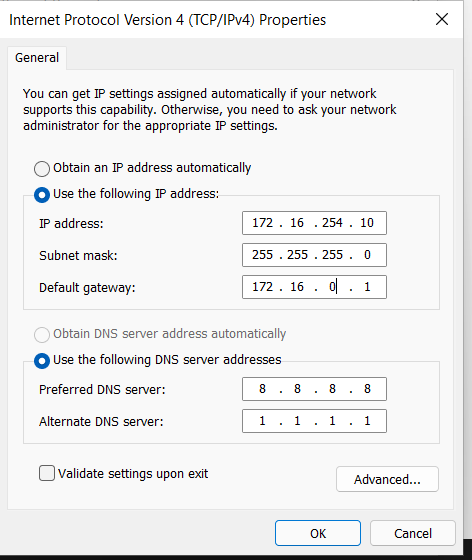 Internet Protocol Version 4 (TCP/IPv4) Properties
General
You can get IP settings assigned automatically if your network
supports this capability. Otherwise, you need to ask your network
administrator for the appropriate IP settings.
Obtain an IP address automatically
Use the following IP address:
IP address: 172 . 16 . 254 . 10
Subnet mask: 255 . 255 . 255 . 0
Default gateway: 172 . 16 . 0 . 1
Obtain DNS server address automatically
Use the following DNS server addresses
Preferred DNS server: 8 . 8 . 8 . 8
Alternate DNS server: 1 . 1 . 1 . 1
Validate settings upon exit
Advanced...
OK Cancel